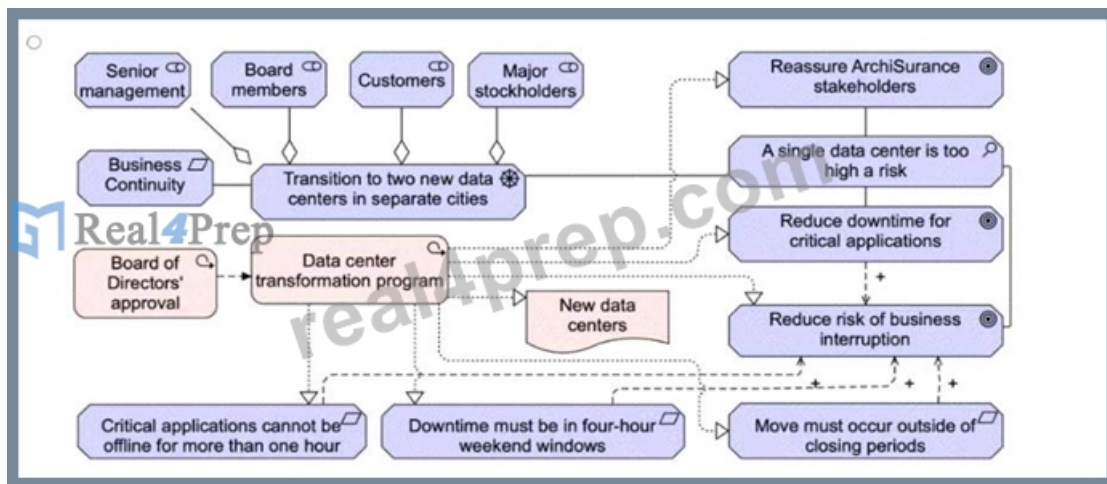 Senior
management
Board
members
Customers
Major
stockholders
Reassure ArchiSurance
stakeholders
Business
Continuity
Transition to two new data
centers in separate cities
A single data center is too
high a risk
Real4Prep
real4prep.com
Reduce downtime for
critical applications
Board of
Directors'
approval
Data center
transformation program
New data
centers
Reduce risk of business
interruption
+
+
+
+
Critical applications cannot be
offline for more than one hour
Downtime must be in four-hour
weekend windows
Move must occur outside of
closing periods